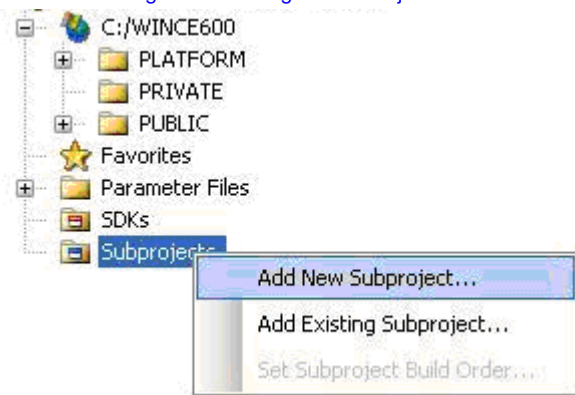 C:/WINCE600
PLATFORM
PRIVATE
PUBLIC
Favorites
Parameter Files
SDKs
Subprojects
Add New Subproject...
Add Existing Subproject...
Set Subproject Build Order...